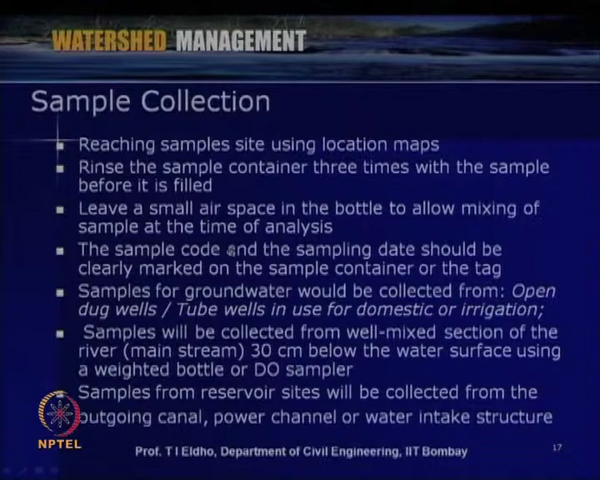 WATERSHED MANAGEMENT
Sample Collection
Reaching samples site using location maps
Rinse the sample container three times with the sample
before it is filled
Leave a small air space in the bottle to allow mixing of
sample at the time of analysis
The sample code and the sampling date should be
clearly marked on the sample container or the tag
Samples for groundwater would be collected from: Open
dug wells / Tube wells in use for domestic or irrigation;
Samples will be collected from well-mixed section of the
river (main stream) 30 cm below the water surface using
a weighted bottle or DO sampler
Samples from reservoir sites will be collected from the
outgoing canal, power channel or water intake structure
NPTEL
Prof. T I Eldho, Department of Civil Engineering, IIT Bombay
17